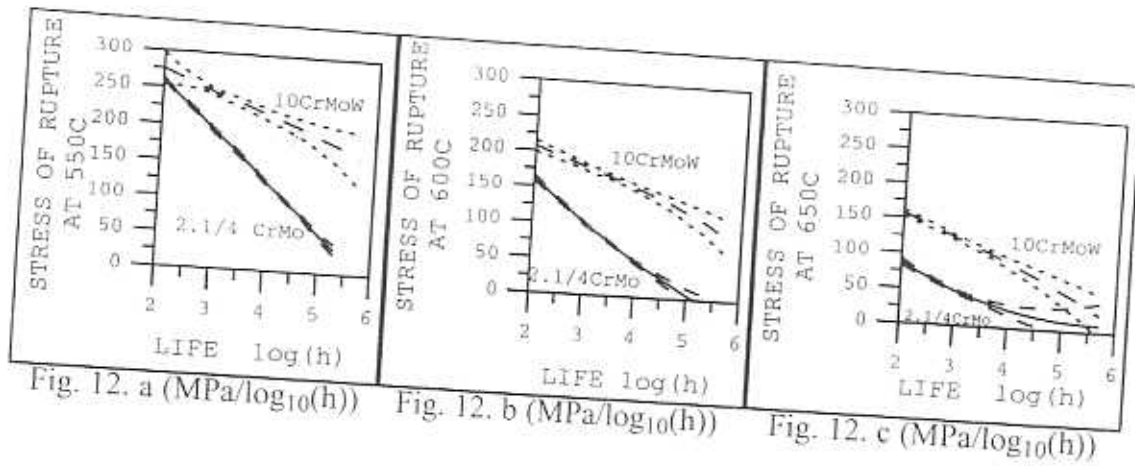 STRESS OF RUPTURE
AT 550C
300
250
200
150
100
50
0
10CrMoW
2.1/4 CrMo
2 3 4 5 6
LIFE log(h)
Fig. 12. a (MPa/log₁₀(h))
STRESS OF RUPTURE
AT 600C
300
250
200
150
100
50
0
10CrMoW
2.1/4CrMo
2 3 4 5 6
LIFE log(h)
Fig. 12. b (MPa/log₁₀(h))
STRESS OF RUPTURE
AT 650C
300
250
200
150
100
50
0
10CrMoW
2.1/4CrMo
2 3 4 5 6
LIFE log(h)
Fig. 12. c (MPa/log₁₀(h))